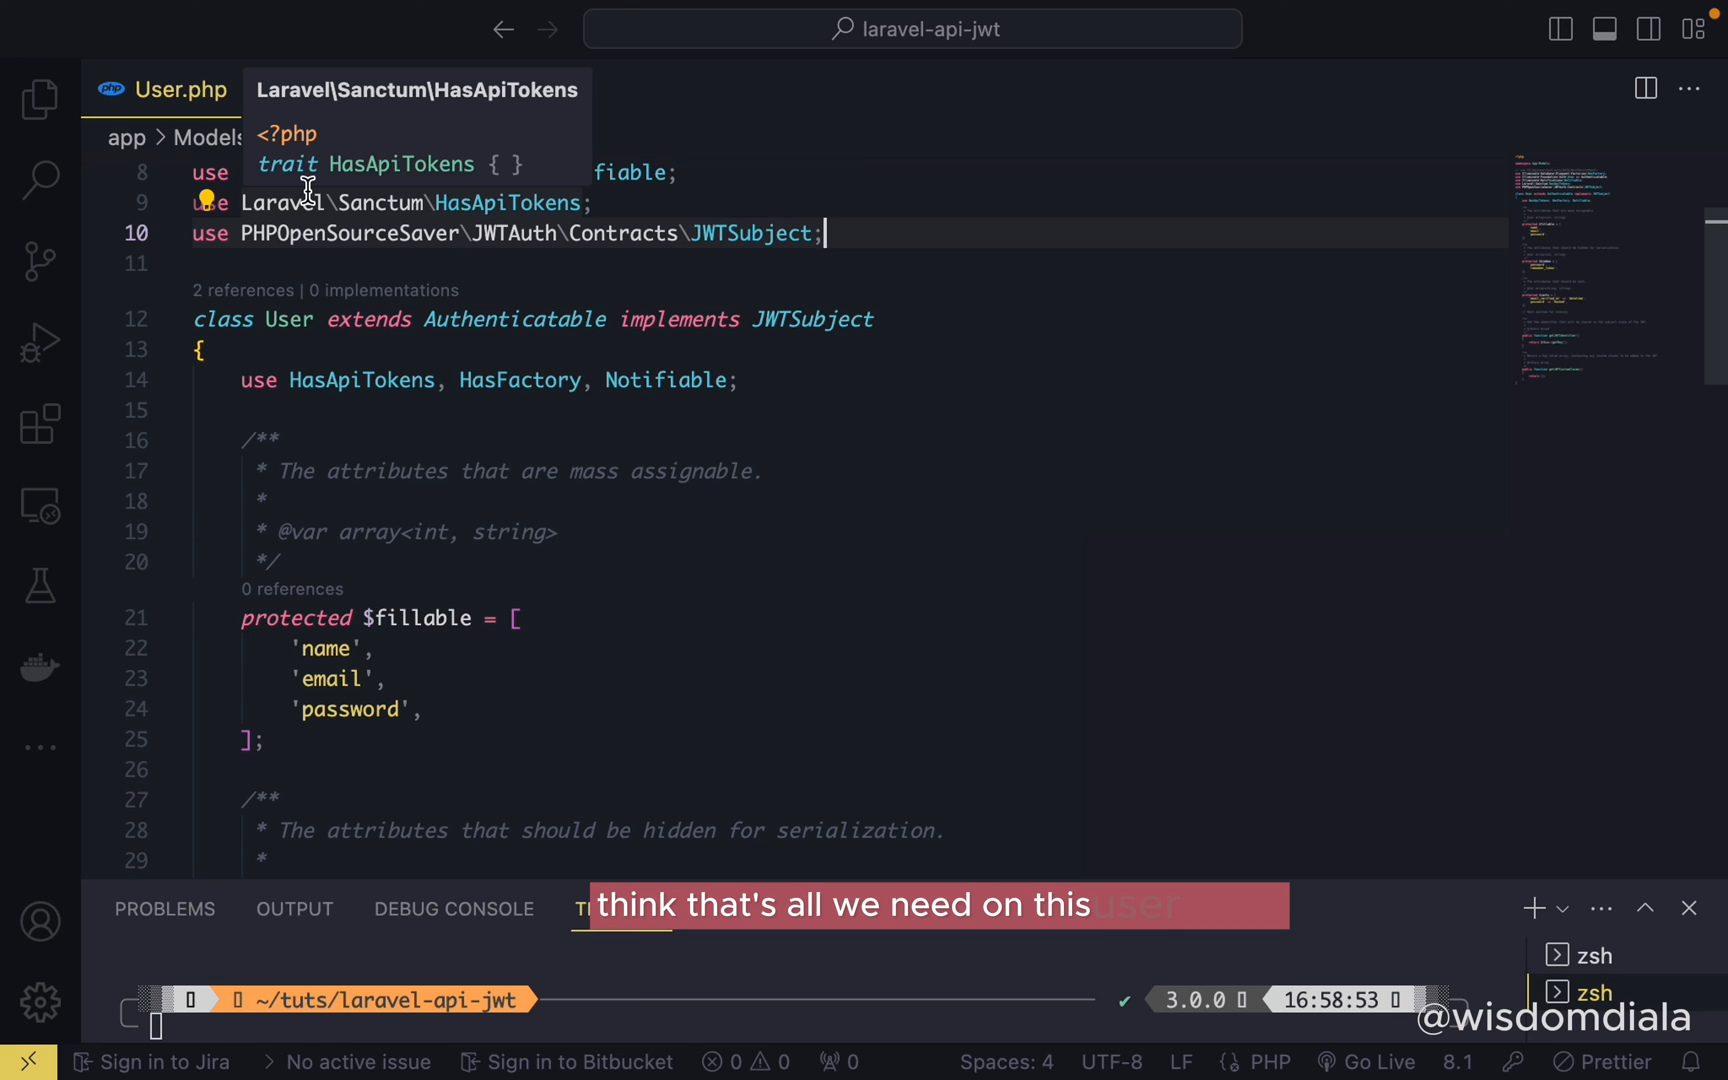 laravel-api-jwt
User.php
Laravel\Sanctum\HasApiTokens
app > Models
<?php
trait HasApiTokens { }
8 use fiable;
9 use Laravel\Sanctum\HasApiTokens;
10 use PHPOpenSourceSaver\JWTAuth\Contracts\JWTSubject;
11
2 references | 0 implementations
12 class User extends Authenticatable implements JWTSubject
13 {
14 use HasApiTokens, HasFactory, Notifiable;
15
16 /**
17 * The attributes that are mass assignable.
18 *
19 * @var array<int, string>
20 */
0 references
21 protected $fillable = [
22 'name',
23 'email',
24 'password',
25 ];
26
27 /**
28 * The attributes that should be hidden for serialization.
29 *
PROBLEMS OUTPUT DEBUG CONSOLE
think that's all we need on this user
zsh
~/tuts/laravel-api-jwt ✔ 3.0.0 16:58:53
zsh
@wisdomdiala
Sign in to Jira > No active issue Sign in to Bitbucket 0 0 0 Spaces: 4 UTF-8 LF PHP Go Live 8.1 Prettier